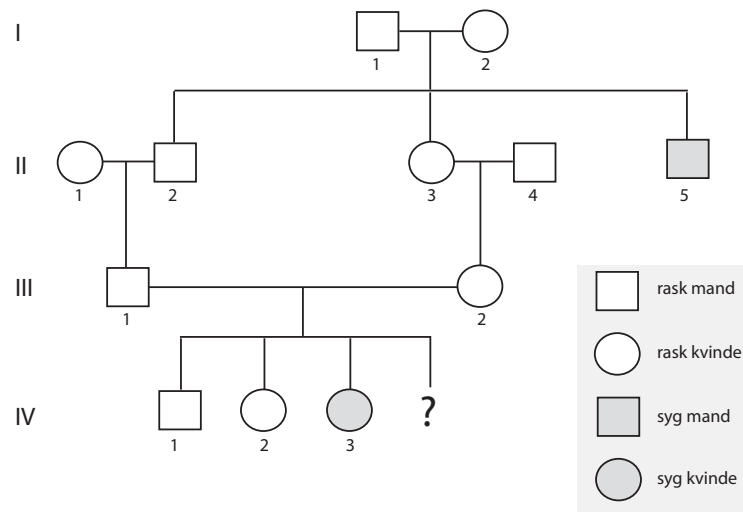 I
1 2
II
1 2 3 4 5
III
1 2
IV
1 2 3 ?
rask mand
rask kvinde
syg mand
syg kvinde